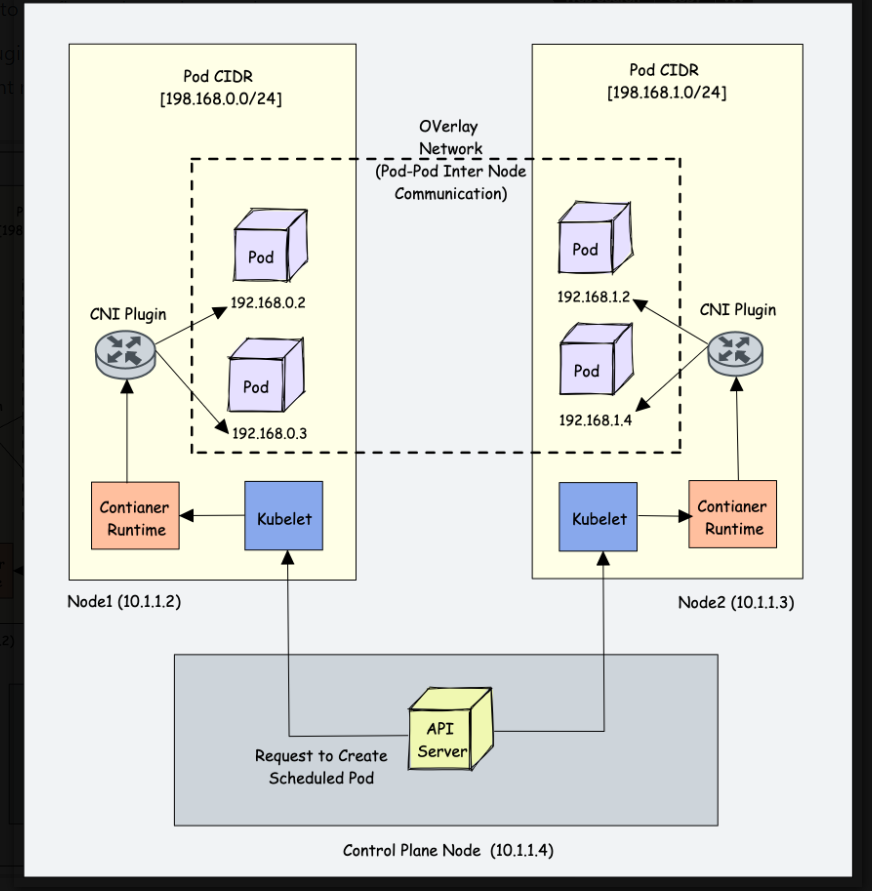 Pod CIDR
[198.168.0.0/24]
Pod CIDR
[198.168.1.0/24]
OVerlay
Network
(Pod-Pod Inter Node
Communication)
Pod
192.168.0.2
Pod
192.168.1.2
CNI Plugin
CNI Plugin
Pod
192.168.0.3
Pod
192.168.1.4
Contianer
Runtime
Kubelet
Kubelet
Contianer
Runtime
Node1 (10.1.1.2)
Node2 (10.1.1.3)
API
Server
Request to Create
Scheduled Pod
Control Plane Node (10.1.1.4)